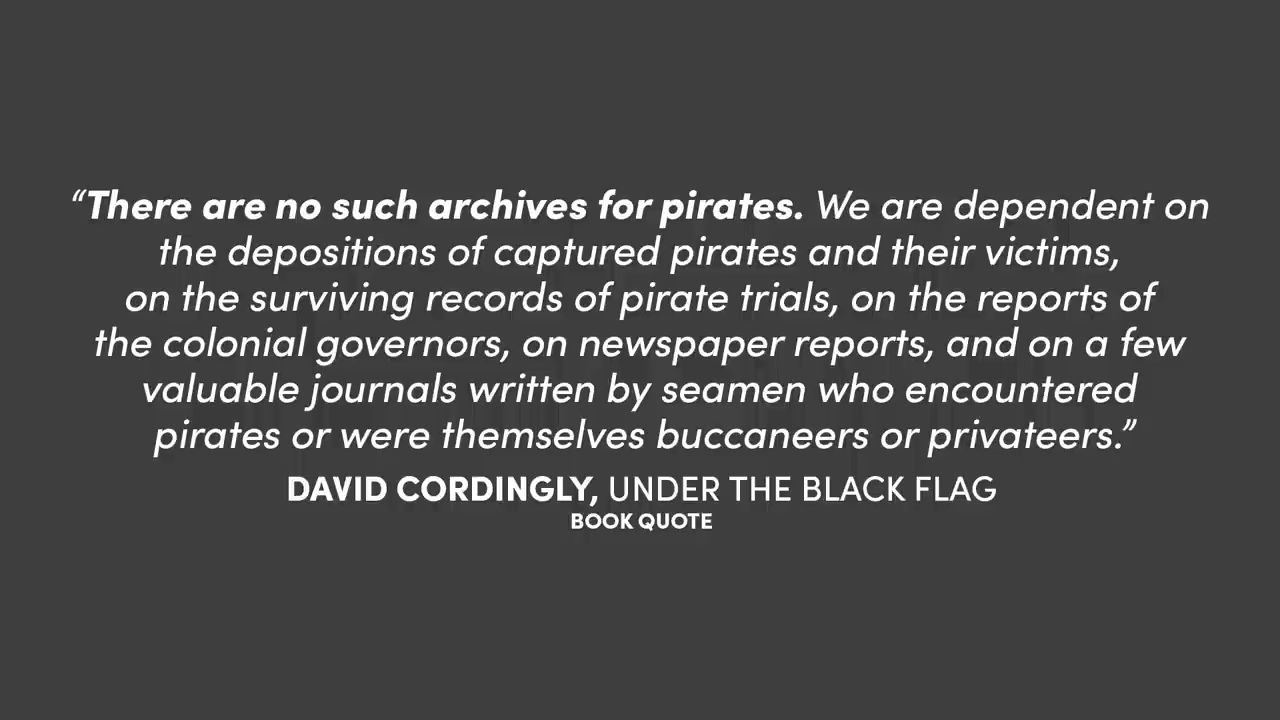 “There are no such archives for pirates. We are dependent on
the depositions of captured pirates and their victims,
on the surviving records of pirate trials, on the reports of
the colonial governors, on newspaper reports, and on a few
valuable journals written by seamen who encountered
pirates or were themselves buccaneers or privateers.”
DAVID CORDINGLY, UNDER THE BLACK FLAG
BOOK QUOTE